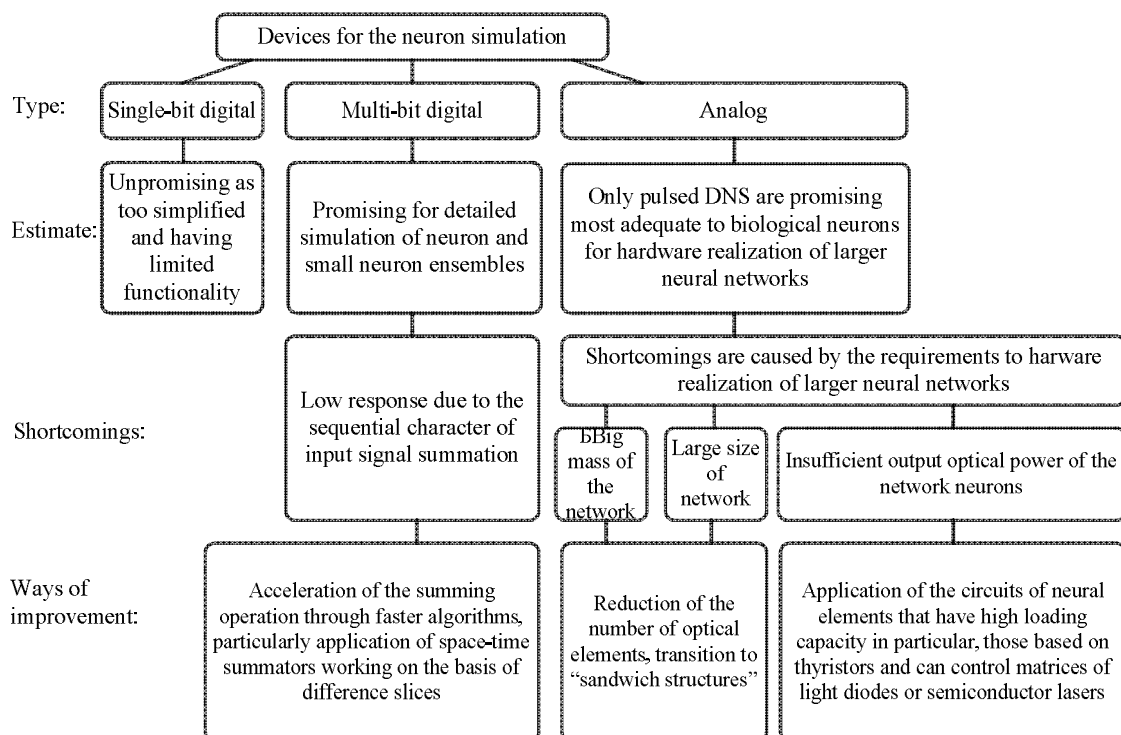 Devices for the neuron simulation
Type:
Single-bit digital
Multi-bit digital
Analog
Estimate:
Unpromising as
too simplified
and having
limited
functionality
Promising for detailed
simulation of neuron and
small neuron ensembles
Only pulsed DNS are promising
most adequate to biological neurons
for hardware realization of larger
neural networks
Shortcomings:
Low response due to the
sequential character of
input signal summation
Shortcomings are caused by the requirements to harware
realization of larger neural networks
bBig
mass of
the
network
Large size
of
network
Insufficient output optical power of the
network neurons
Ways of
improvement:
Acceleration of the summing
operation through faster algorithms,
particularly application of space-time
summators working on the basis of
difference slices
Reduction of the
number of optical
elements, transition to
“sandwich structures”
Application of the circuits of neural
elements that have high loading
capacity in particular, those based on
thyristors and can control matrices of
light diodes or semiconductor lasers